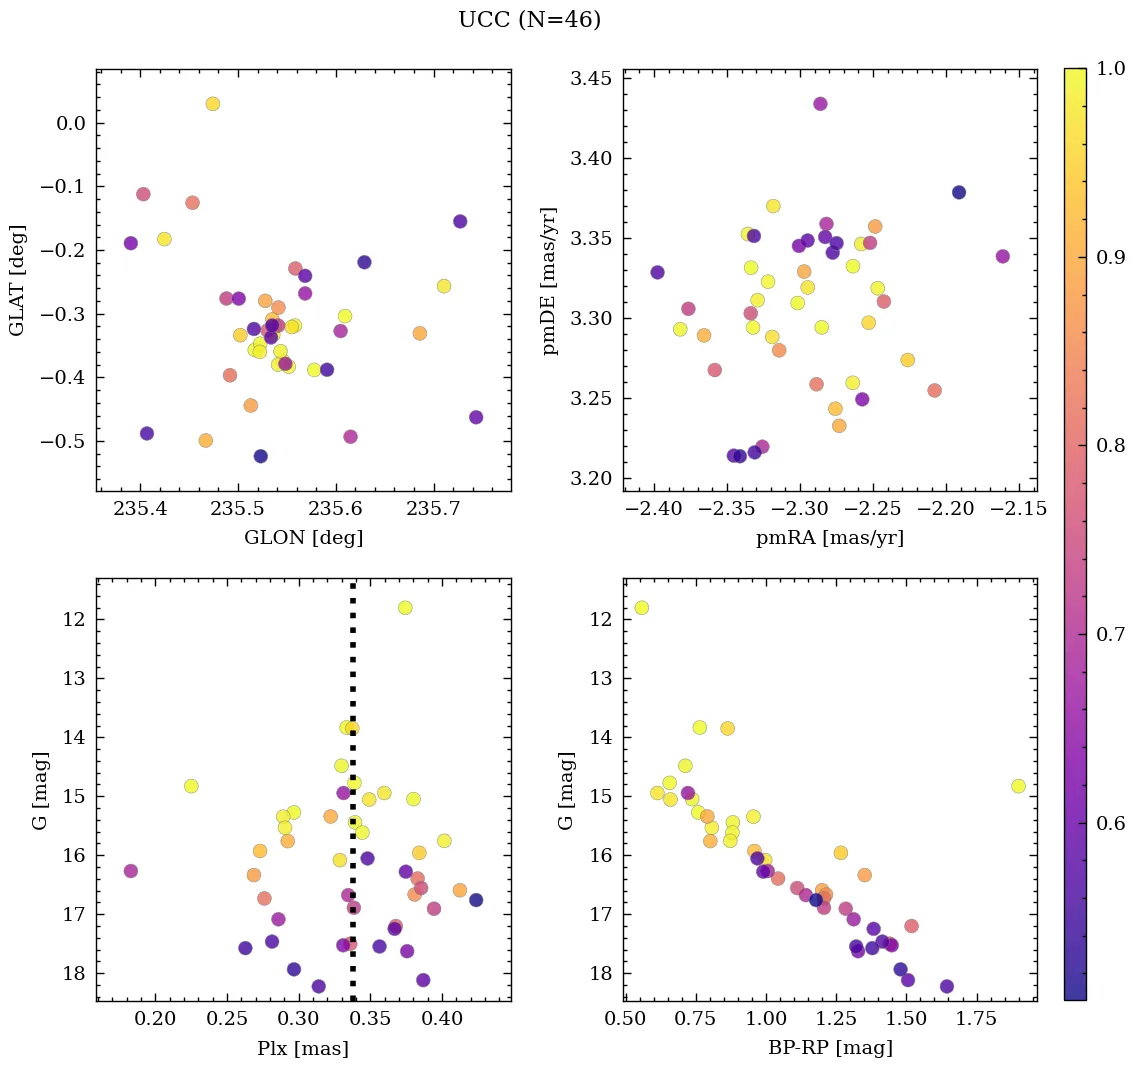 UCC (N=46)
0.0
−0.1
−0.2
−0.3
−0.4
−0.5
GLAT [deg]
235.4 235.5 235.6 235.7
GLON [deg]
3.45
3.40
3.35
3.30
3.25
3.20
pmDE [mas/yr]
−2.40 −2.35 −2.30 −2.25 −2.20 −2.15
pmRA [mas/yr]
1.0
0.9
0.8
0.7
0.6
12
13
14
15
16
17
18
G [mag]
0.20 0.25 0.30 0.35 0.40
Plx [mas]
12
13
14
15
16
17
18
G [mag]
0.50 0.75 1.00 1.25 1.50 1.75
BP-RP [mag]